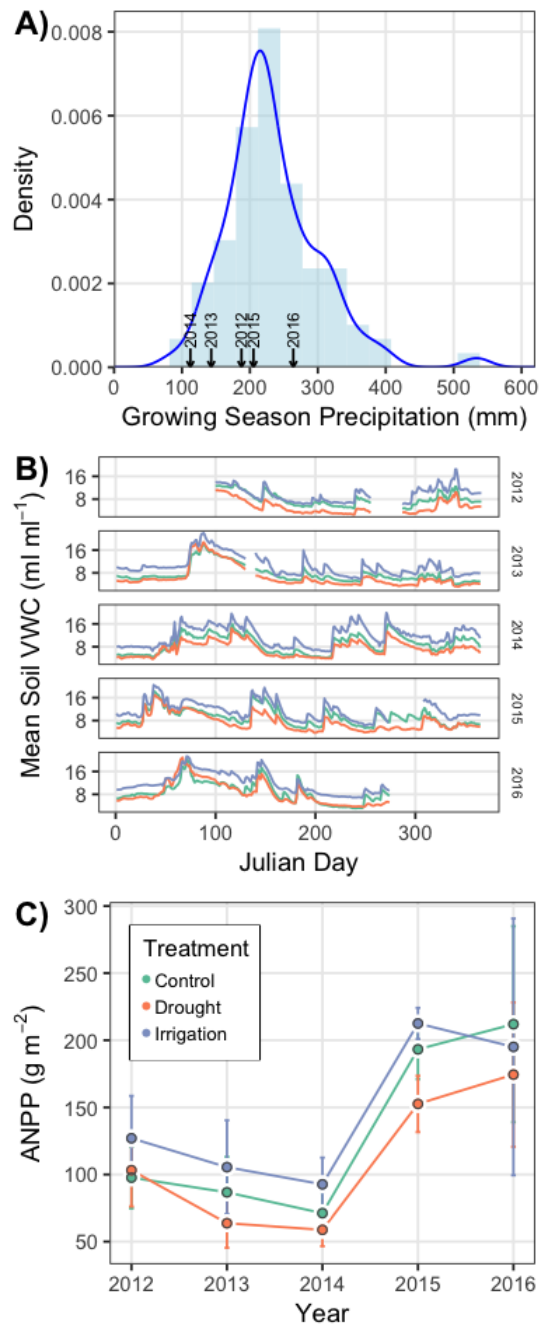 A)
0.008
0.006
0.004
0.002
0.000
Density
2014
2013
2012
2015
2016
0 100 200 300 400 500 600
Growing Season Precipitation (mm)
B)
Mean Soil VWC (ml ml⁻¹)
16
8
2012
16
8
2013
16
8
2014
16
8
2015
16
8
2016
0 100 200 300
Julian Day
C)
300
250
200
150
100
50
ANPP (g m⁻²)
Treatment
Control
Drought
Irrigation
2012 2013 2014 2015 2016
Year